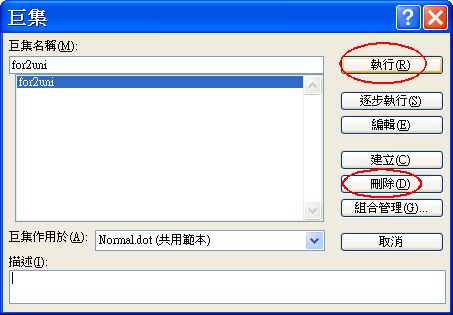 巨集
巨集名稱(M):
for2uni
for2uni
執行(R)
逐步執行(S)
編輯(E)
建立(C)
刪除(D)
組合管理(G)...
巨集作用於(A):
Normal.dot (共用範本)
取消
描述(I):